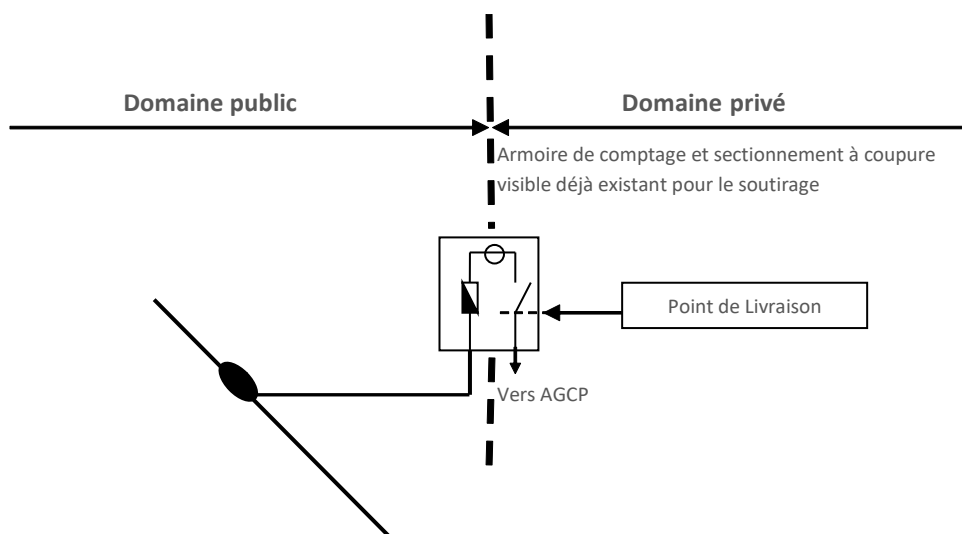 Domaine public
Domaine privé
Armoire de comptage et sectionnement à coupure
visible déjà existant pour le soutirage
Point de Livraison
Vers AGCP